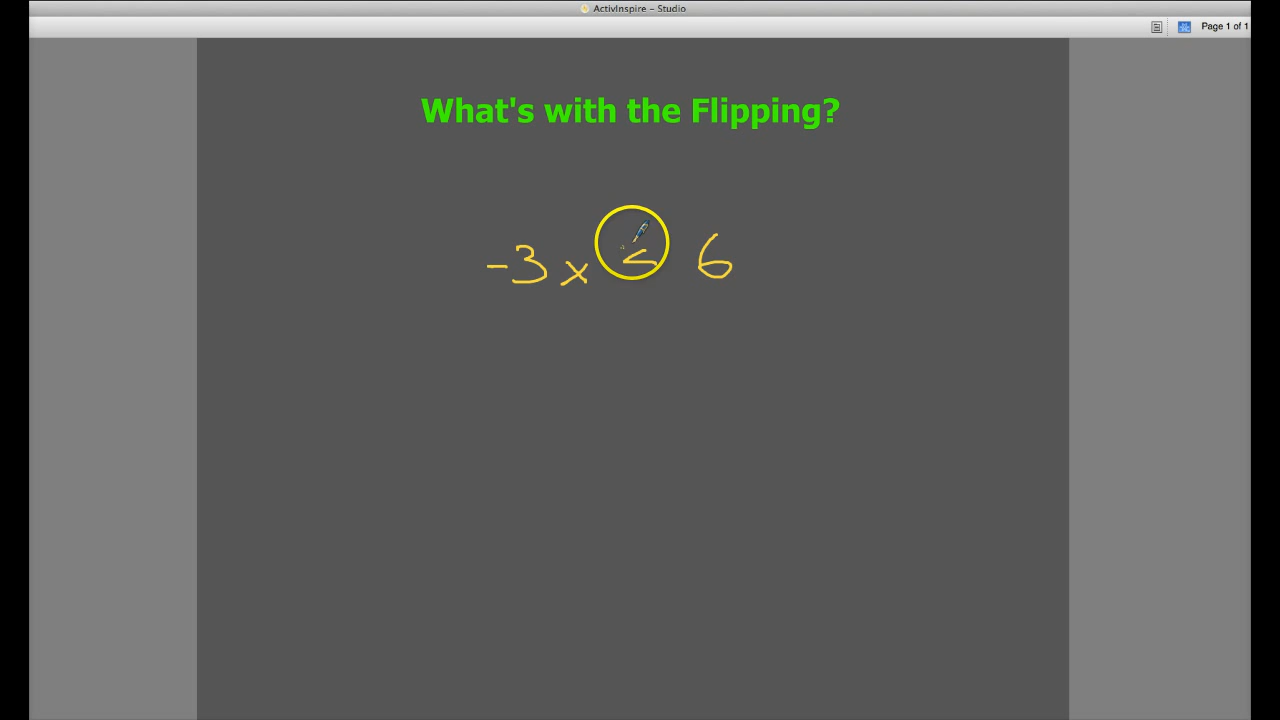 ActivInspire – Studio
Page 1 of 1
What's with the Flipping?
-3x < 6